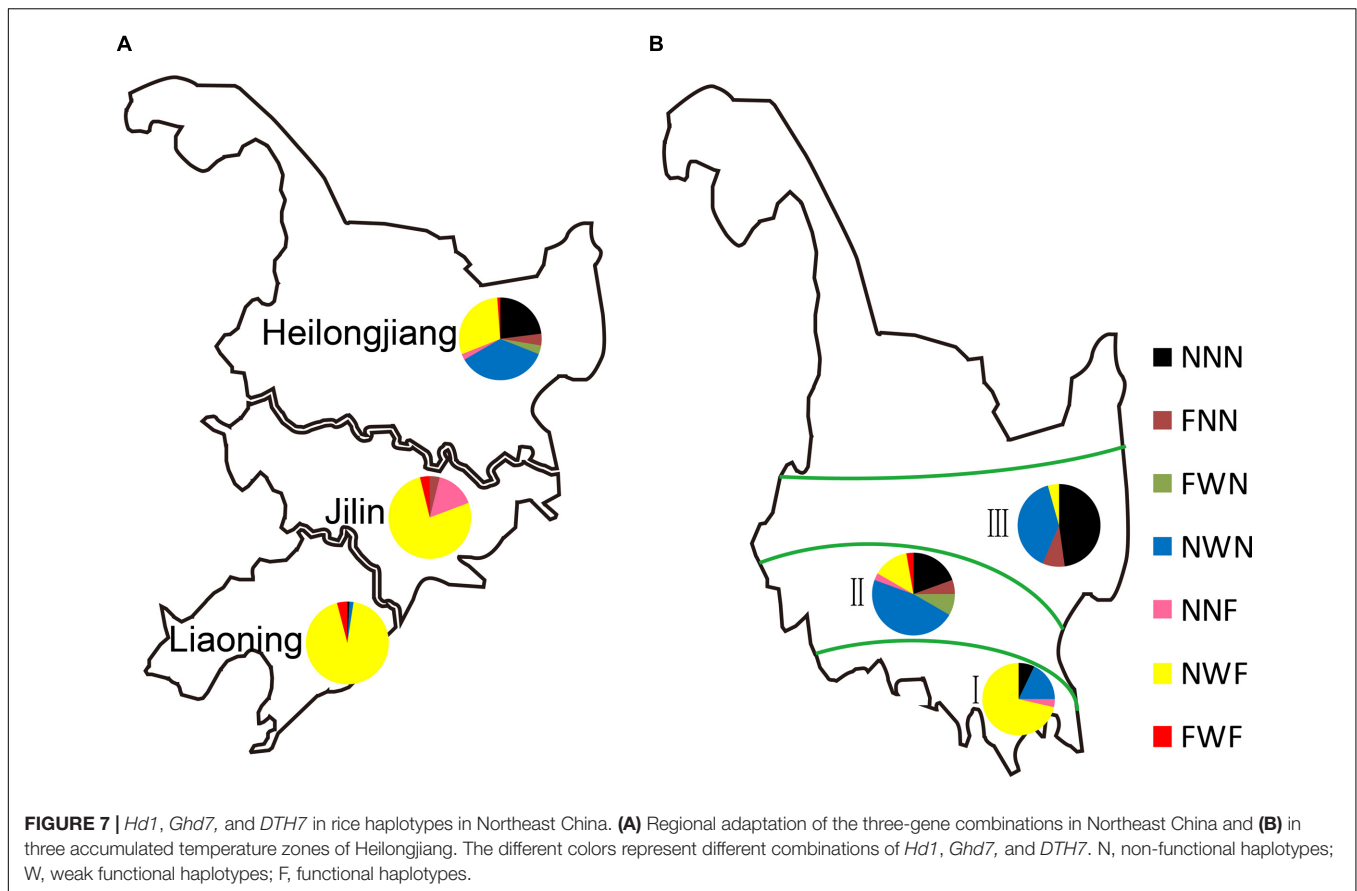 A
B
Heilongjiang
Jilin
Liaoning
III
II
I
NNN
FNN
FWN
NWN
NNF
NWF
FWF
FIGURE 7 | Hd1, Ghd7, and DTH7 in rice haplotypes in Northeast China. (A) Regional adaptation of the three-gene combinations in Northeast China and (B) in
three accumulated temperature zones of Heilongjiang. The different colors represent different combinations of Hd1, Ghd7, and DTH7. N, non-functional haplotypes;
W, weak functional haplotypes; F, functional haplotypes.